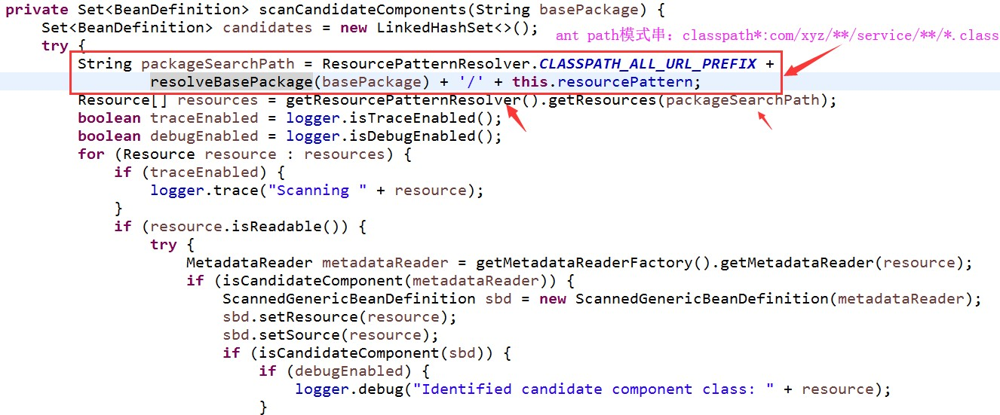 private Set<BeanDefinition> scanCandidateComponents(String basePackage) {
    Set<BeanDefinition> candidates = new LinkedHashSet<>();
ant path模式串：classpath*:com/xyz/**/service/**/*.class
    try {
        String packageSearchPath = ResourcePatternResolver.CLASSPATH_ALL_URL_PREFIX +
                resolveBasePackage(basePackage) + '/' + this.resourcePattern;
        Resource[] resources = getResourcePatternResolver().getResources(packageSearchPath);
        boolean traceEnabled = logger.isTraceEnabled();
        boolean debugEnabled = logger.isDebugEnabled();
        for (Resource resource : resources) {
            if (traceEnabled) {
                logger.trace("Scanning " + resource);
            }
            if (resource.isReadable()) {
                try {
                    MetadataReader metadataReader = getMetadataReaderFactory().getMetadataReader(resource);
                    if (isCandidateComponent(metadataReader)) {
                        ScannedGenericBeanDefinition sbd = new ScannedGenericBeanDefinition(metadataReader);
                        sbd.setResource(resource);
                        sbd.setSource(resource);
                        if (isCandidateComponent(sbd)) {
                            if (debugEnabled) {
                                logger.debug("Identified candidate component class: " + resource);
                            }